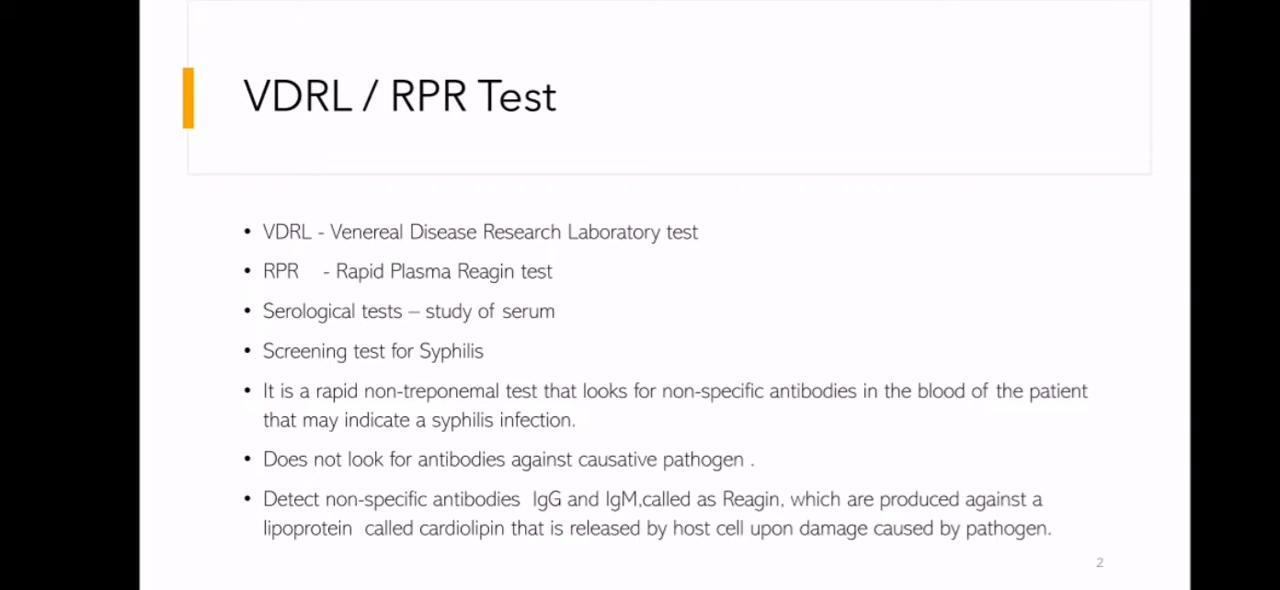 VDRL / RPR Test
• VDRL - Venereal Disease Research Laboratory test
• RPR - Rapid Plasma Reagin test
• Serological tests – study of serum
• Screening test for Syphilis
• It is a rapid non-treponemal test that looks for non-specific antibodies in the blood of the patient
that may indicate a syphilis infection.
• Does not look for antibodies against causative pathogen .
• Detect non-specific antibodies IgG and IgM,called as Reagin, which are produced against a
lipoprotein called cardiolipin that is released by host cell upon damage caused by pathogen.
2